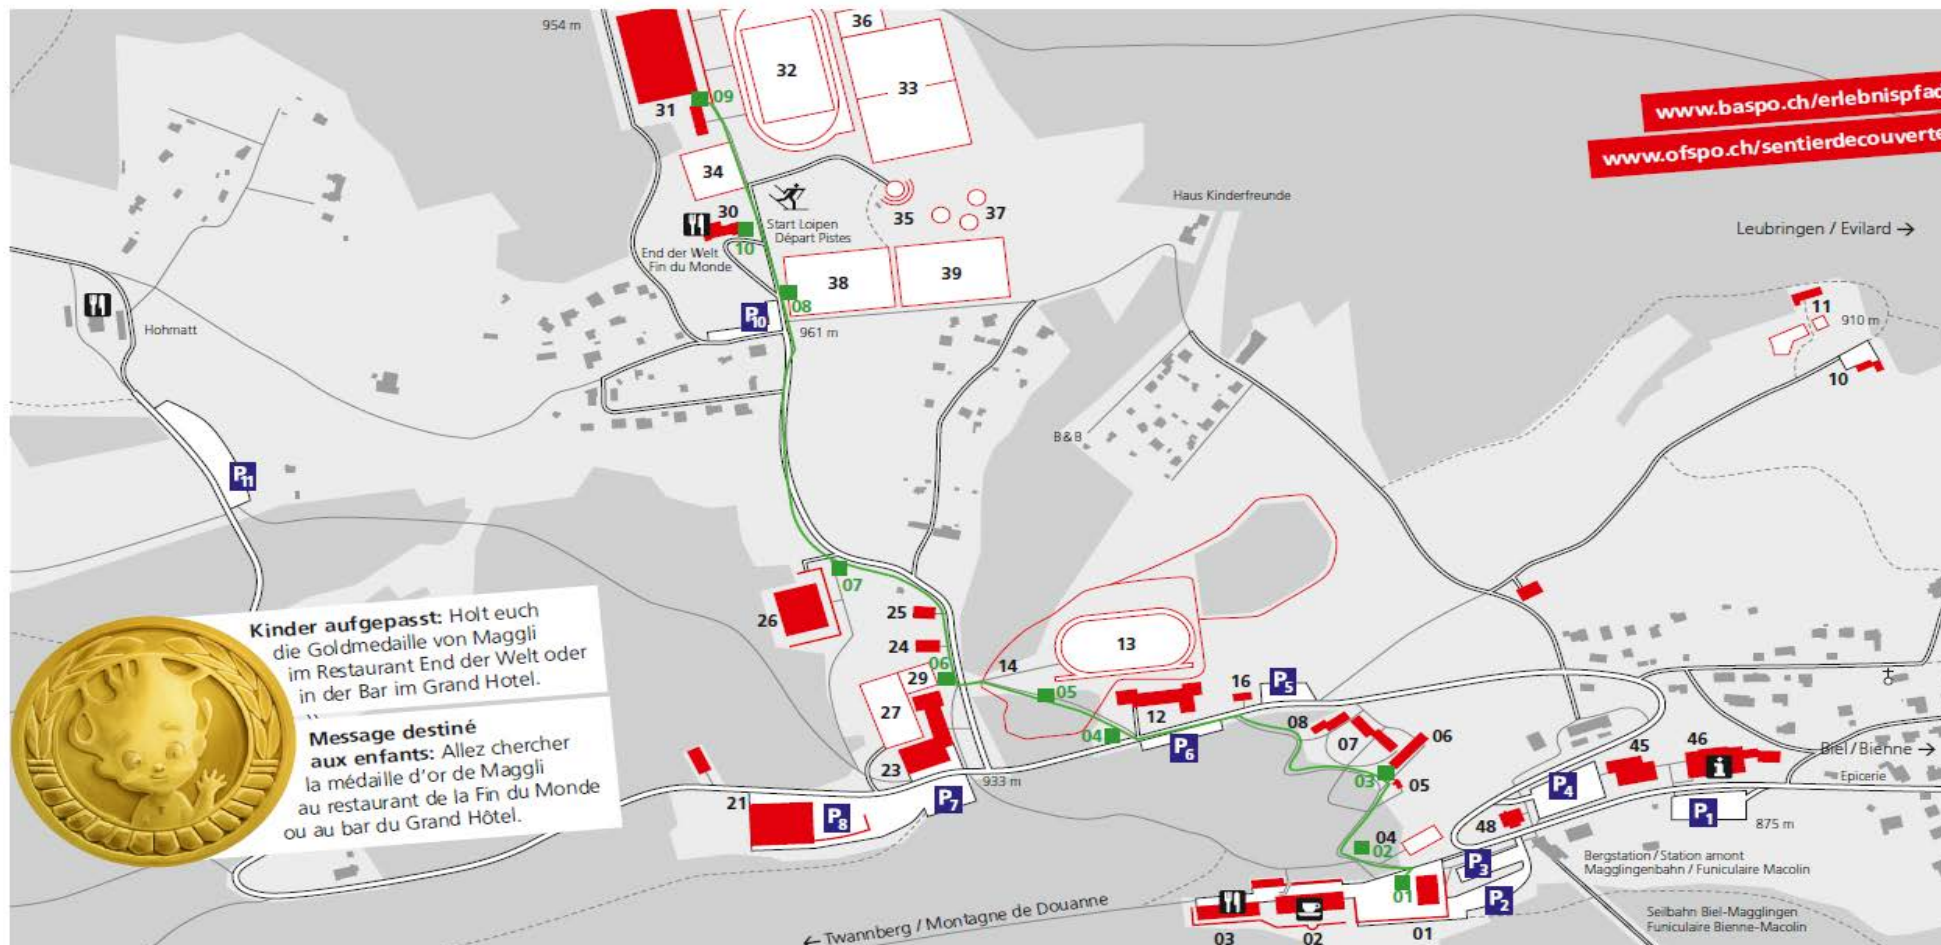 954 m
36
32
33
31
09
34
30
10
Start Loipen
Départ Pistes
End der Welt
Fin du Monde
35
37
38
39
08
P10
961 m
www.baspo.ch/erlebnispfad
www.ofspo.ch/sentierdecouverte
Haus Kinderfreunde
Leubringen / Evilard →
11
910 m
10
Hohmatt
B & B
P11
07
26
25
24
06
29
27
23
14
13
05
04
12
16
P5
P6
08
07
06
03
05
933 m
21
P8
P7
Kinder aufgepasst: Holt euch
die Goldmedaille von Maggli
im Restaurant End der Welt oder
in der Bar im Grand Hotel.
Message destiné
aux enfants: Allez chercher
la médaille d'or de Maggli
au restaurant de la Fin du Monde
ou au bar du Grand Hôtel.
45
46
i
Biel / Bienne →
Epicerie
P4
P1
875 m
48
04
02
P3
P2
01
01
02
03
Bergstation / Station amont
Magglingenbahn / Funiculaire Macolin
Seilbahn Biel-Magglingen
Funiculaire Bienne-Macolin
← Twannberg / Montagne de Douanne